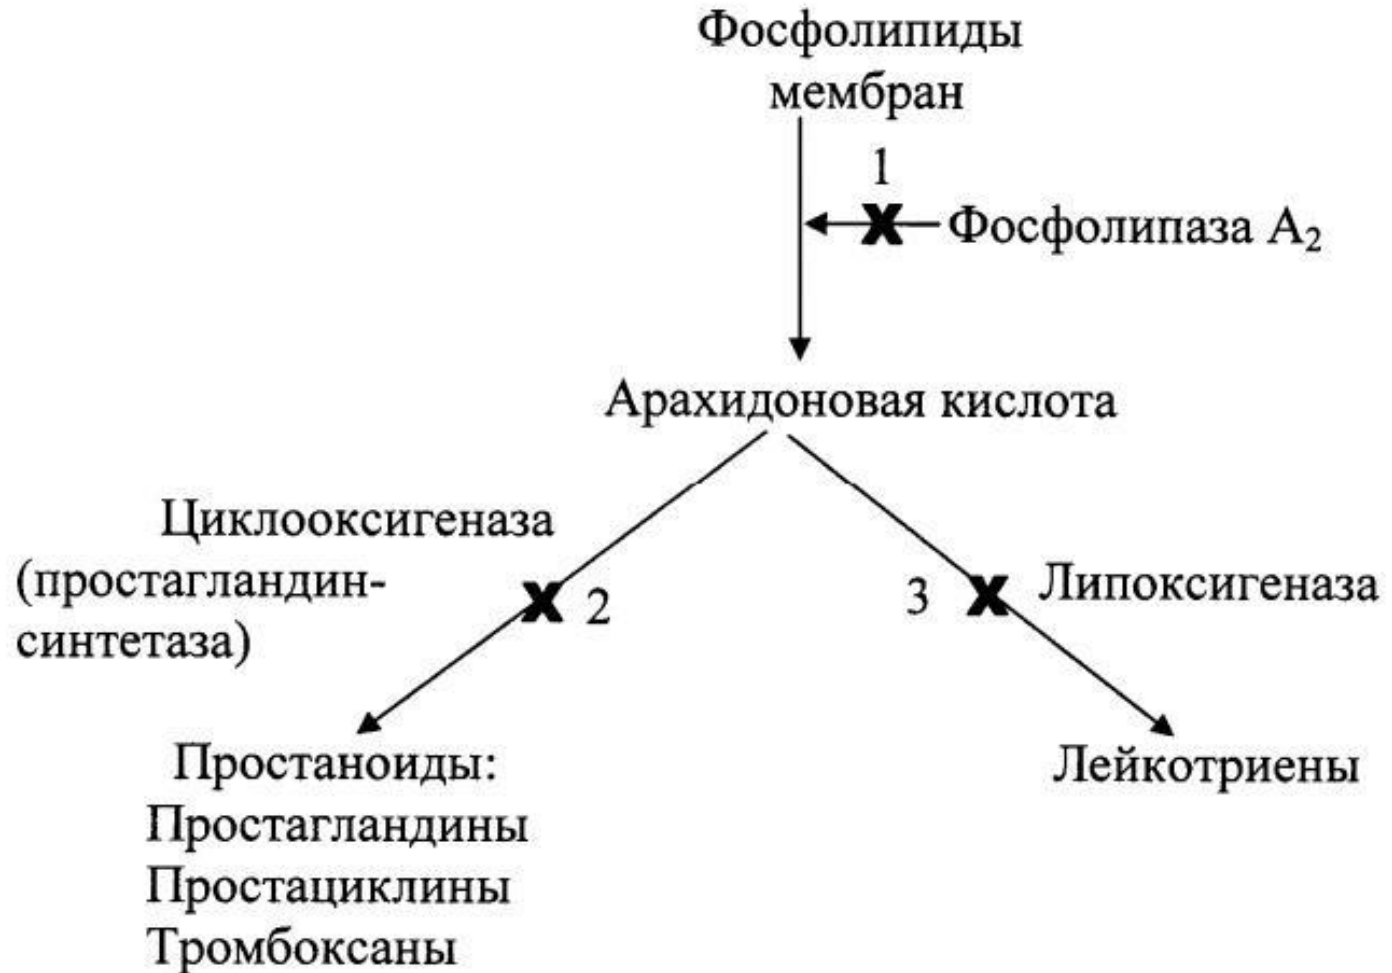 Фосфолипиды
мембран
1
Фосфолипаза А₂
Арахидоновая кислота
Циклооксигеназа
(простагландин-
синтетаза)
2
3
Липоксигеназа
Простаноиды:
Простагландины
Простациклины
Тромбоксаны
Лейкотриены